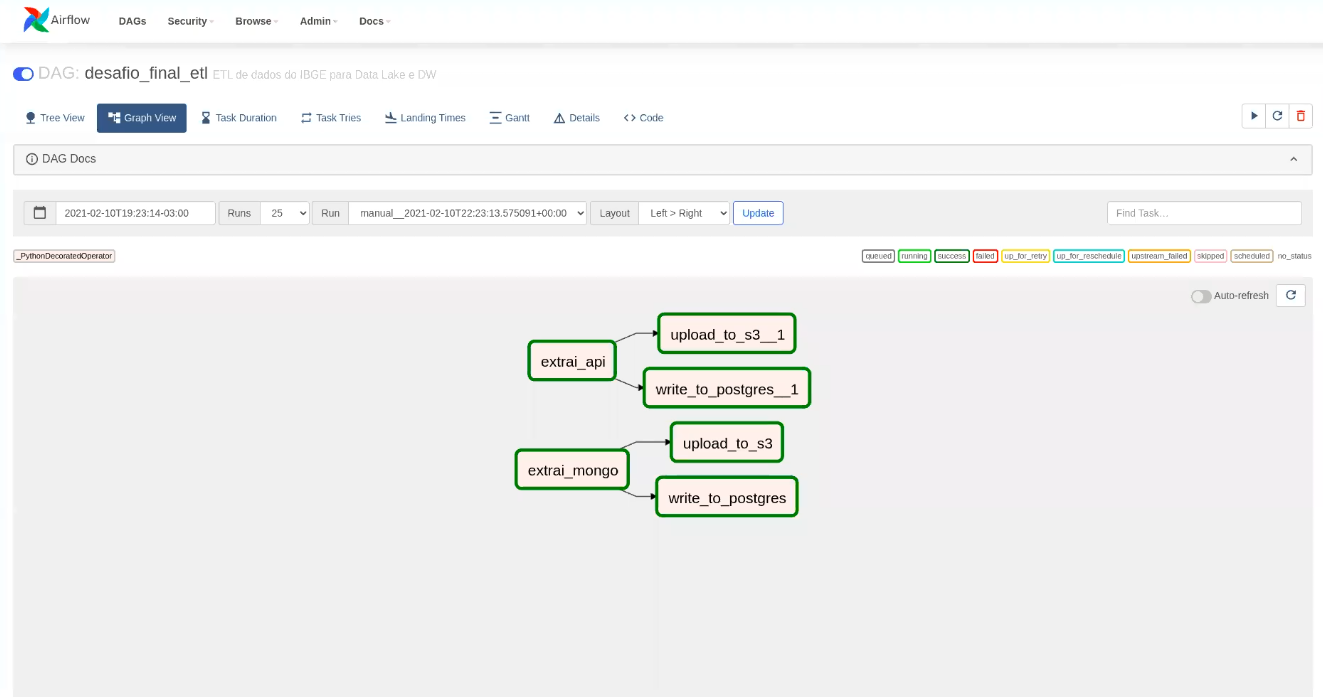 Airflow DAGs Security Browse Admin Docs
DAG: desafio_final_etl ETL de dados do IBGE para Data Lake e DW
Tree View Graph View Task Duration Task Tries Landing Times Gantt Details <> Code
DAG Docs
2021-02-10T19:23:14-03:00 Runs 25 Run manual__2021-02-10T22:23:13.575091+00:00 Layout Left > Right Update Find Task…
_PythonDecoratedOperator queued running success failed up_for_retry up_for_reschedule upstream_failed skipped scheduled no_status
Auto-refresh
upload_to_s3__1
extrai_api
write_to_postgres__1
upload_to_s3
extrai_mongo
write_to_postgres